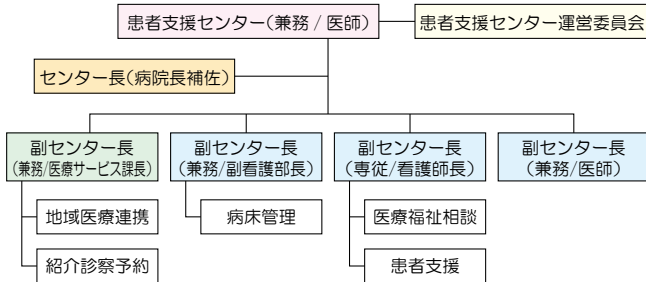 患者支援センター(兼務 / 医師)
患者支援センター運営委員会
センター長(病院長補佐)
副センター長
(兼務/医療サービス課長)
副センター長
(兼務/副看護部長)
副センター長
(専従/看護師長)
副センター長
(兼務/医師)
地域医療連携
病床管理
医療福祉相談
紹介診察予約
患者支援